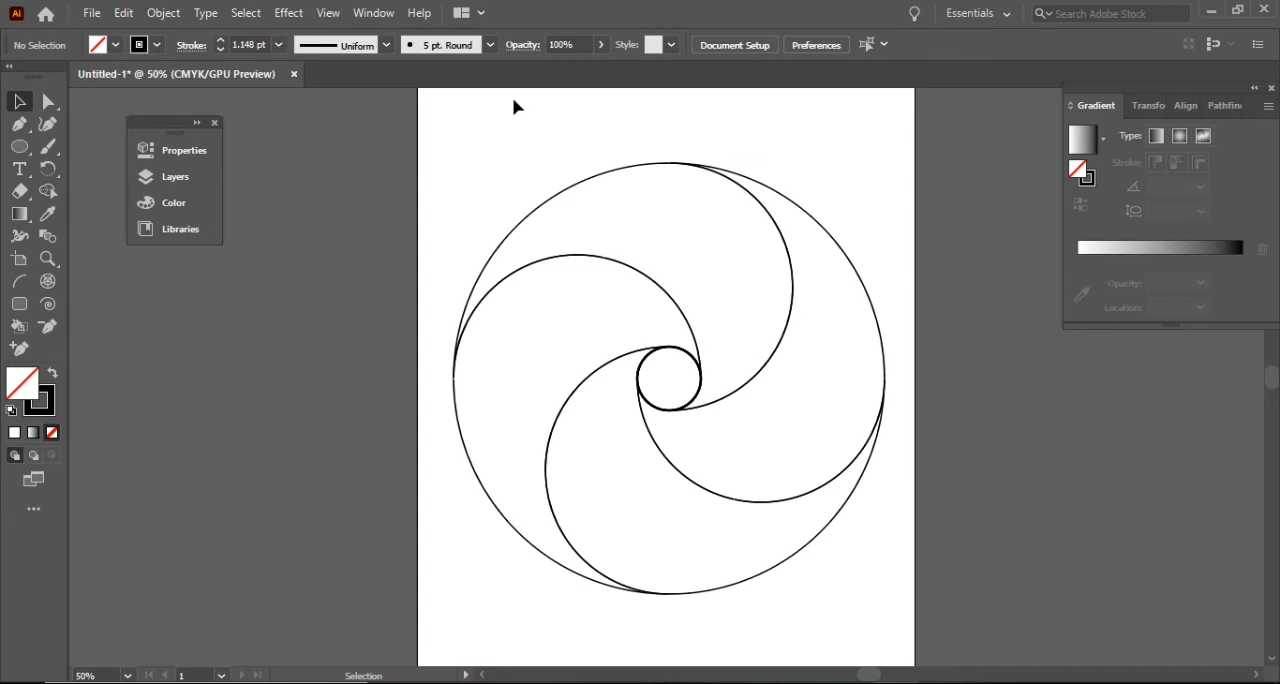 Ai File Edit Object Type Select Effect View Window Help Essentials Search Adobe Stock
No Selection Stroke: 1.148 pt Uniform 5 pt. Round Opacity: 100% Style: Document Setup Preferences
Untitled-1* @ 50% (CMYK/GPU Preview)
Gradient Transfo Align Pathfin
Type:
Stroke:
Opacity:
Location:
Properties
Layers
Color
Libraries
50% 1 Selection